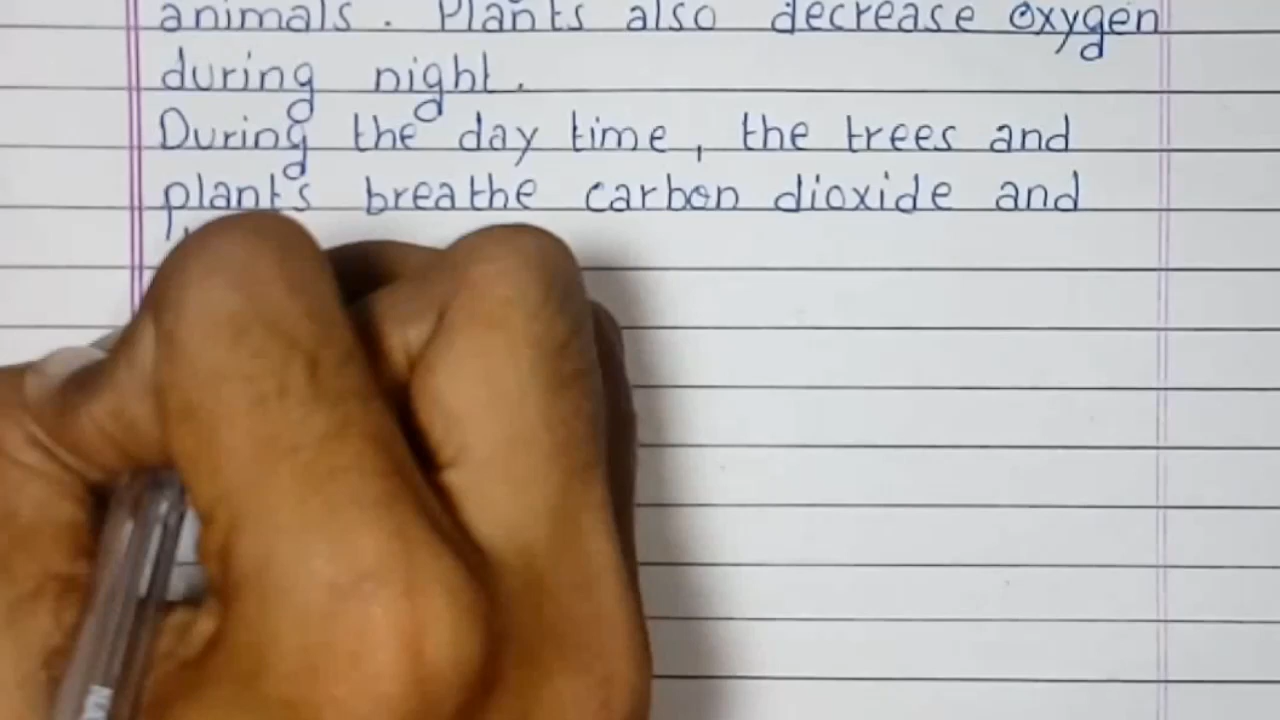 animals. Plants also decrease oxygen
during night.
During the day time, the trees and
plants breathe carbon dioxide and